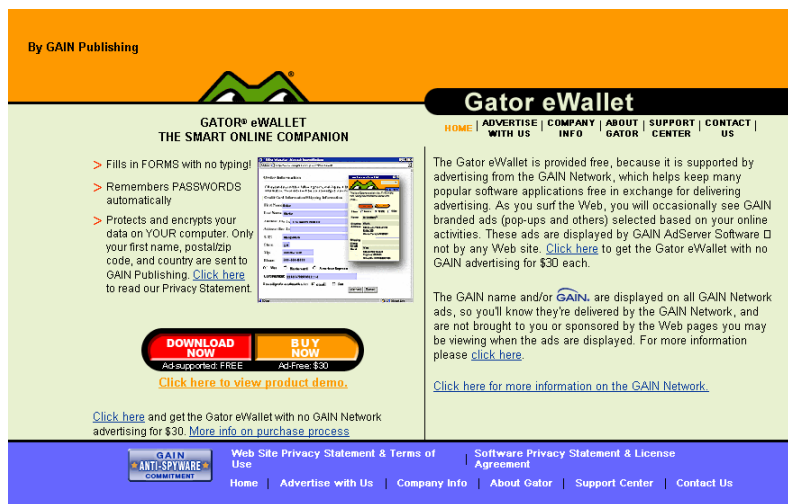 By GAIN Publishing
®
Gator eWallet
HOME | ADVERTISE WITH US | COMPANY INFO | ABOUT GATOR | SUPPORT CENTER | CONTACT US
GATOR® eWALLET
THE SMART ONLINE COMPANION
> Fills in FORMS with no typing!
> Remembers PASSWORDS
automatically
> Protects and encrypts your
data on YOUR computer. Only
your first name, postal/zip
code, and country are sent to
GAIN Publishing. Click here
to read our Privacy Statement.
Order Information
DOWNLOAD
NOW
Ad-supported: FREE
BUY
NOW
Ad-Free: $30
Click here to view product demo.
Click here and get the Gator eWallet with no GAIN Network
advertising for $30. More info on purchase process
The Gator eWallet is provided free, because it is supported by
advertising from the GAIN Network, which helps keep many
popular software applications free in exchange for delivering
advertising. As you surf the Web, you will occasionally see GAIN
branded ads (pop-ups and others) selected based on your online
activities. These ads are displayed by GAIN AdServer Software □
not by any Web site. Click here to get the Gator eWallet with no
GAIN advertising for $30 each.
The GAIN name and/or GAIN. are displayed on all GAIN Network
ads, so you'll know they're delivered by the GAIN Network, and
are not brought to you or sponsored by the Web pages you may
be viewing when the ads are displayed. For more information
please click here.
Click here for more information on the GAIN Network.
GAIN
ANTI-SPYWARE
COMMITMENT
Web Site Privacy Statement & Terms of
Use
| Software Privacy Statement & License
Agreement
Home | Advertise with Us | Company Info | About Gator | Support Center | Contact Us